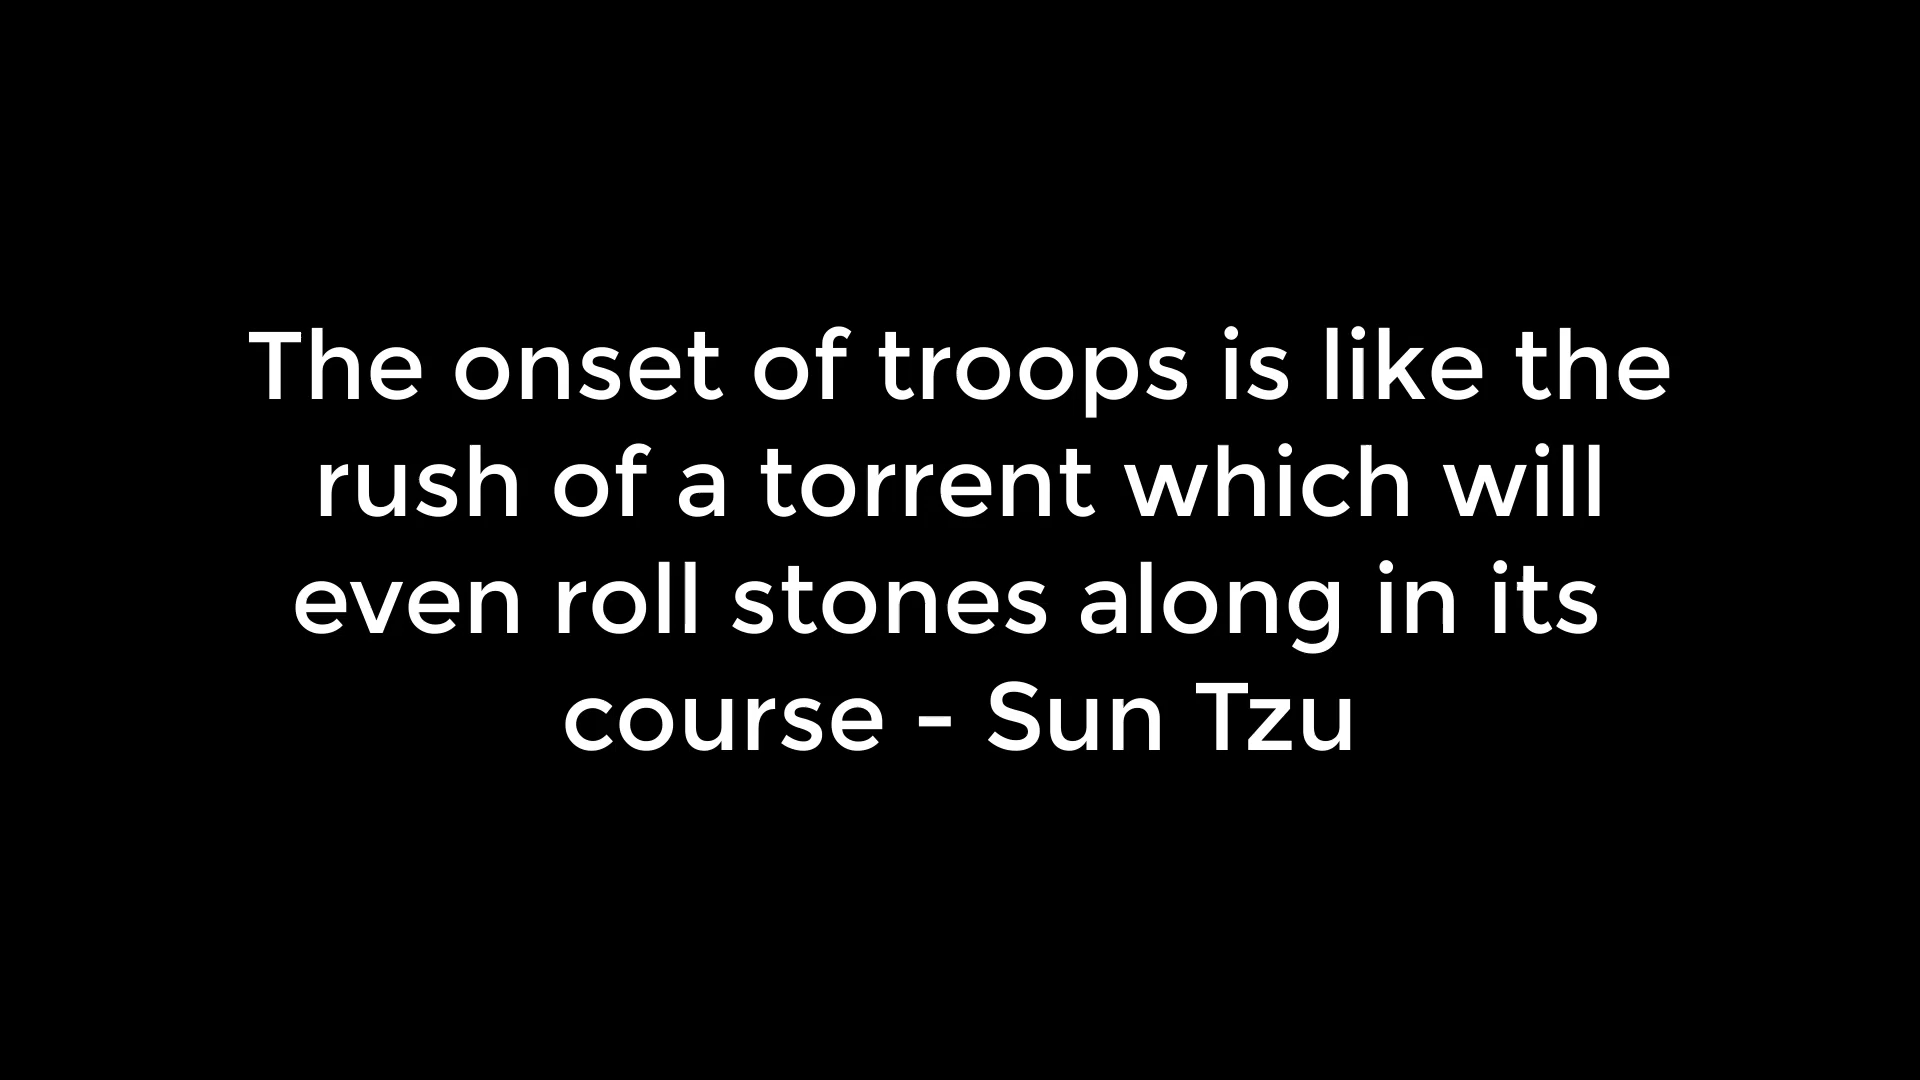 The onset of troops is like the
rush of a torrent which will
even roll stones along in its
course - Sun Tzu